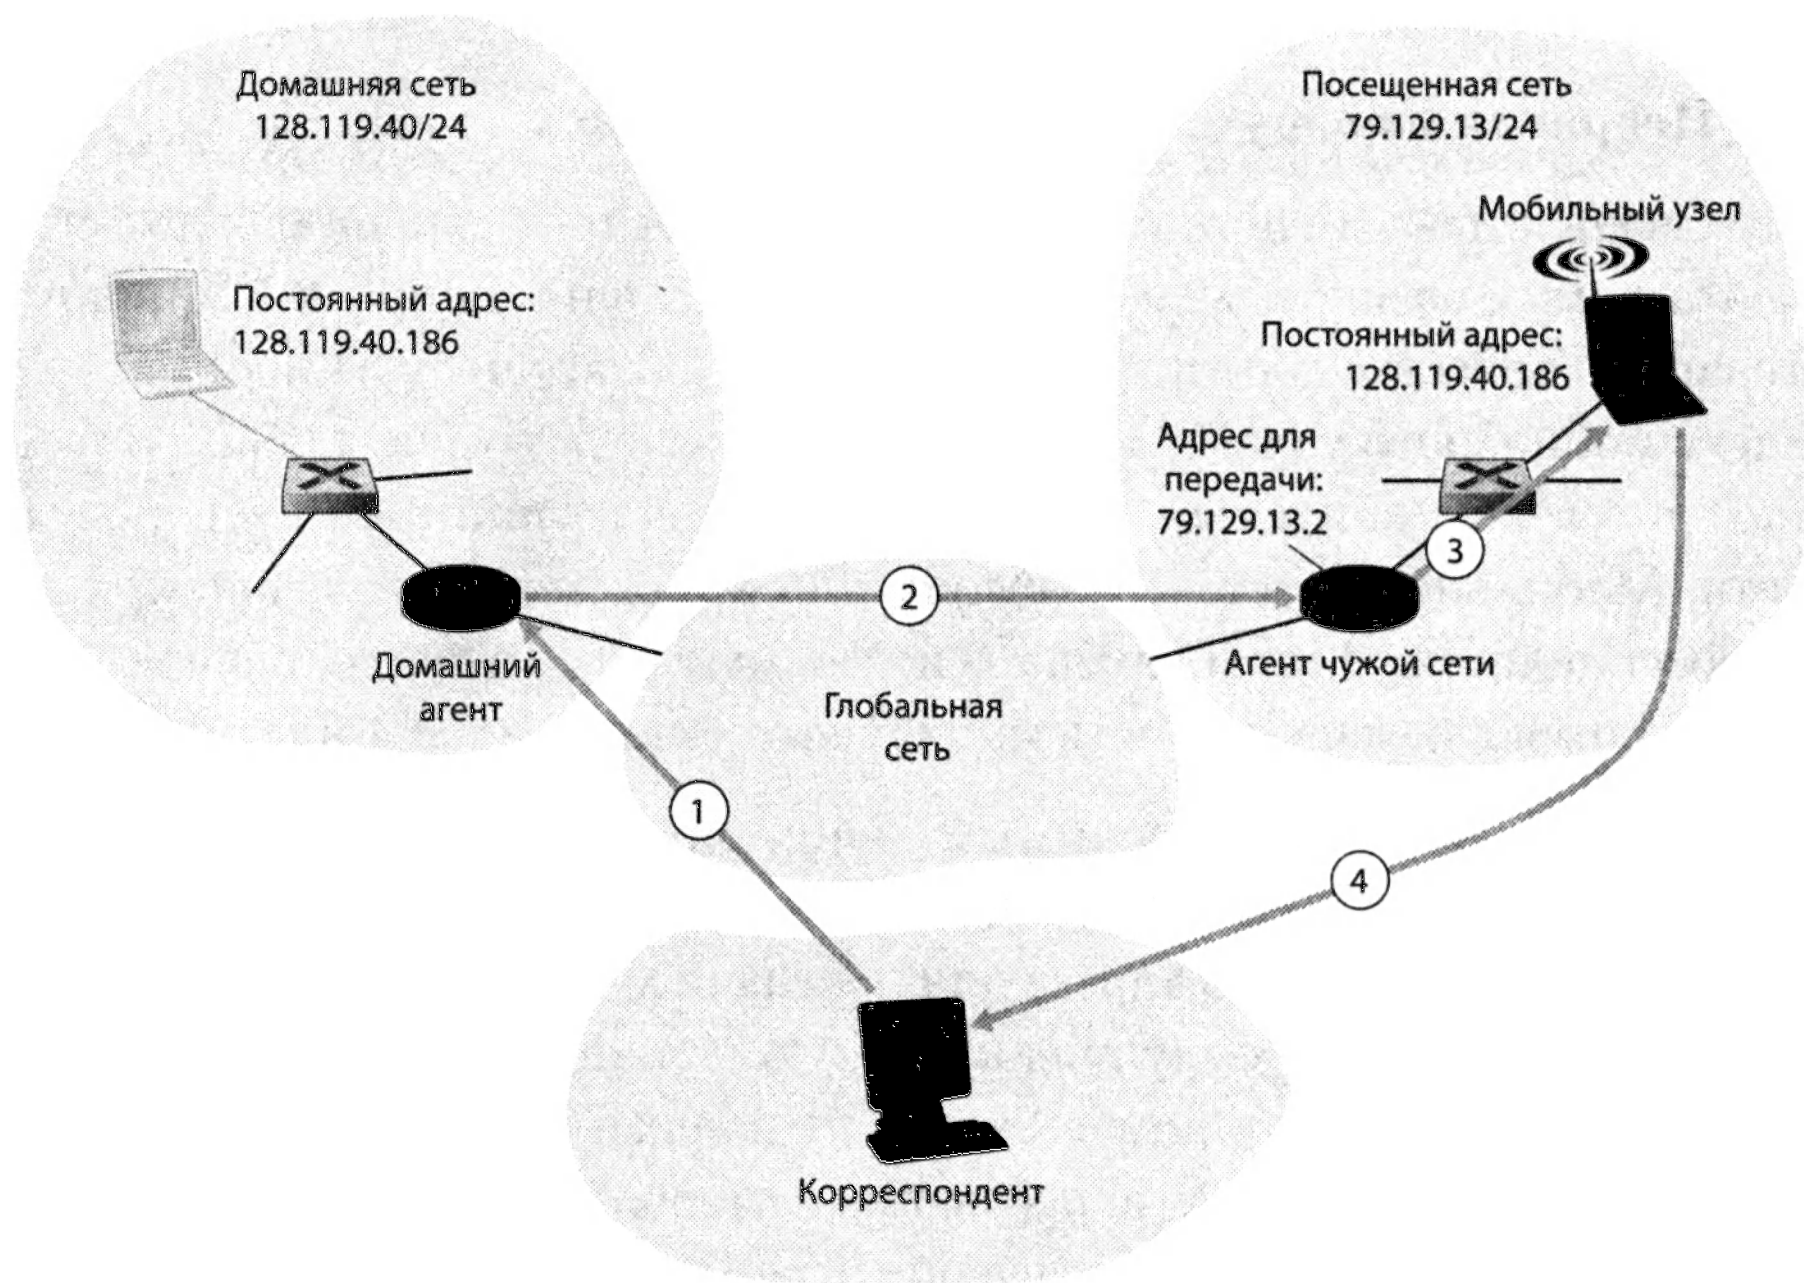 Домашняя сеть
128.119.40/24
Посещенная сеть
79.129.13/24
Мобильный узел
Постоянный адрес:
128.119.40.186
Постоянный адрес:
128.119.40.186
Адрес для
передачи:
79.129.13.2
3
2
Домашний
агент
Агент чужой сети
Глобальная
сеть
1
4
Корреспондент